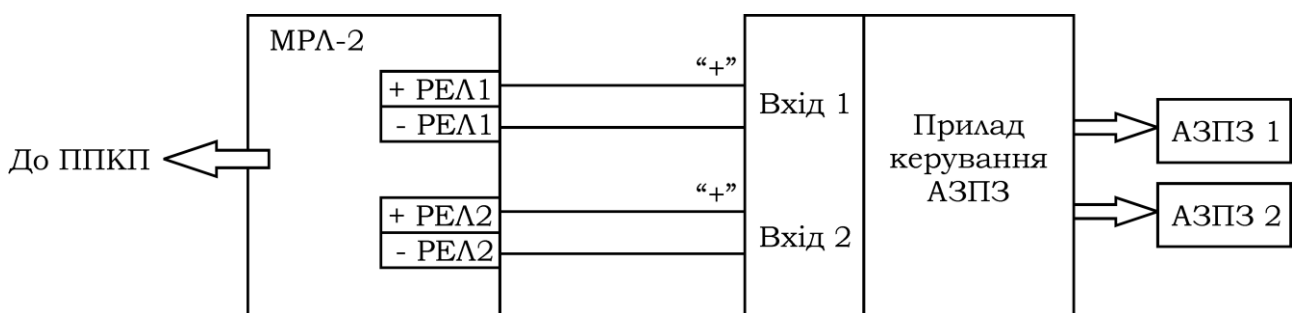 МРЛ-2
+ РЕЛ1
- РЕЛ1
+ РЕЛ2
- РЕЛ2
До ППКП
“+”
“+”
Вхід 1
Вхід 2
Прилад
керування
АЗПЗ
АЗПЗ 1
АЗПЗ 2